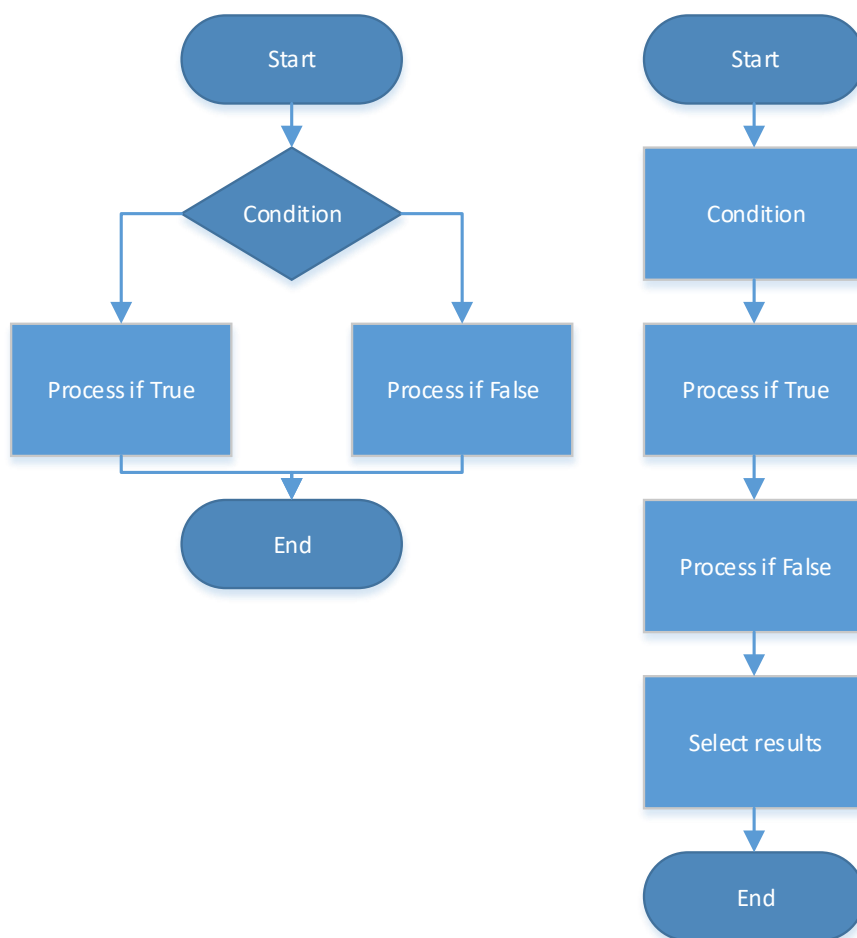 Start
Condition
Process if True
Process if False
End
Start
Condition
Process if True
Process if False
Select results
End